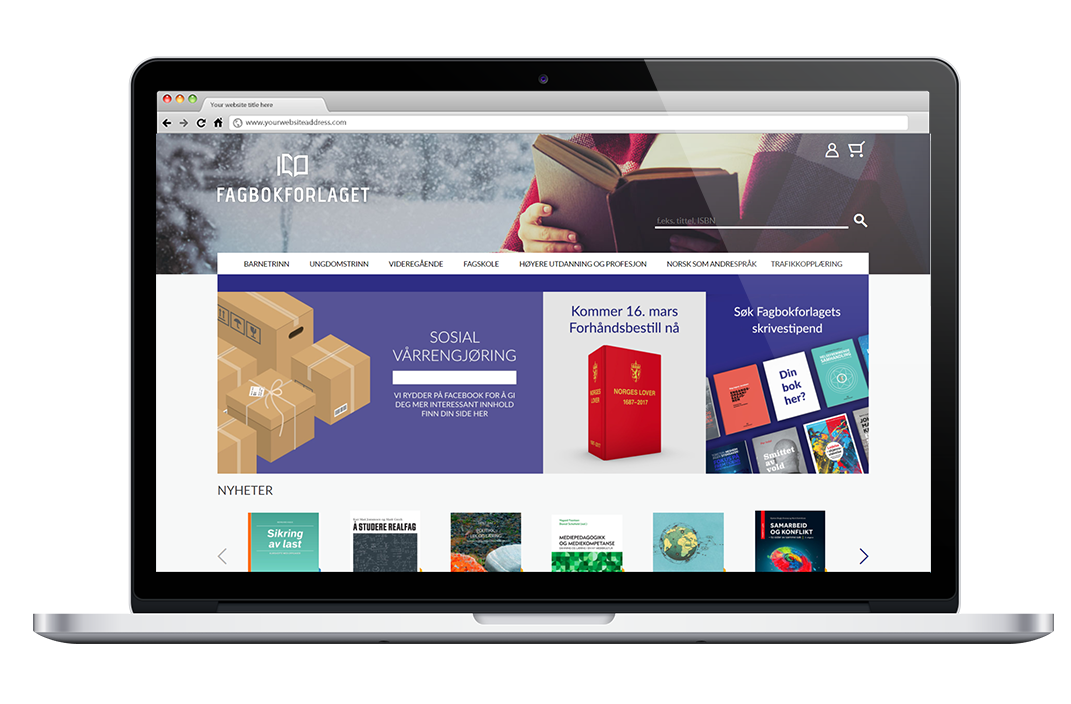 Your website title here
www.yourwebsiteaddress.com
FAGBOKFORLAGET
f.eks. tittel, ISBN
BARNETRINN UNGDOMSTRINN VIDEREGÅENDE FAGSKOLE HØYERE UTDANNING OG PROFESJON NORSK SOM ANDRESPRÅK TRAFIKKOPPLÆRING
SOSIAL
VÅRRENGJØRING
VI RYDDER PÅ FACEBOOK FOR Å GI
DEG MER INTERESSANT INNHOLD
FINN DIN SIDE HER
Kommer 16. mars
Forhåndsbestill nå
NORGES LOVER
1687–2017
Søk Fagbokforlagets
skrivestipend
Din
bok
her?
SAMHANDLING
Smittet
av
vold
NYHETER
Sikring
av last
Å STUDERE REALFAG
MEDIEPEDAGOGIKK
OG MEDIEKOMPETANSE
SAMARBEID
OG KONFLIKT